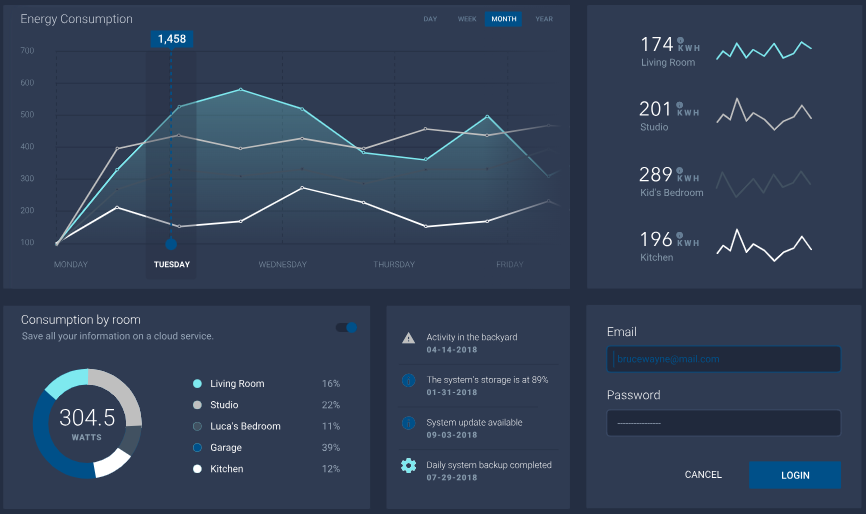 Energy Consumption
DAY WEEK MONTH YEAR
1,458
700
600
500
400
300
200
100
MONDAY TUESDAY WEDNESDAY THURSDAY FRIDAY
174 KWH
Living Room
201 KWH
Studio
289 KWH
Kid's Bedroom
196 KWH
Kitchen
Consumption by room
Save all your information on a cloud service.
304.5
WATTS
Living Room 16%
Studio 22%
Luca's Bedroom 11%
Garage 39%
Kitchen 12%
Activity in the backyard
04-14-2018
The system's storage is at 89%
01-31-2018
System update available
09-03-2018
Daily system backup completed
07-29-2018
Email
brucewayne@mail.com
Password
CANCEL LOGIN